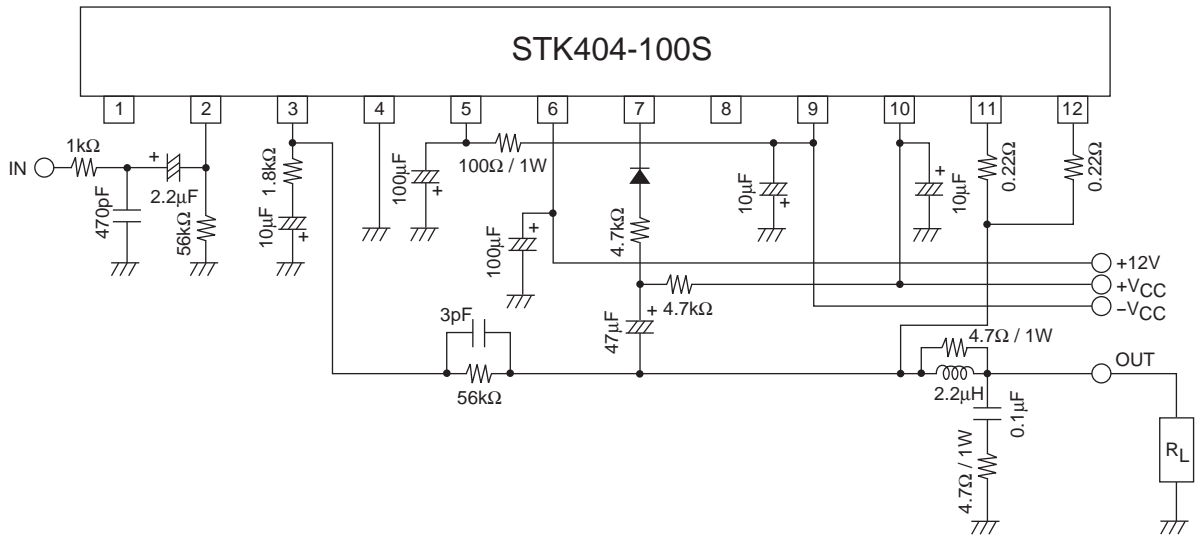 STK404-100S
1 2 3 4 5 6 7 8 9 10 11 12
IN
1kΩ
470pF
+
2.2µF
56kΩ
1.8kΩ
10µF
+
100µF
+
100Ω / 1W
100µF
+
4.7kΩ
10µF
+
10µF
+
0.22Ω
0.22Ω
+12V
+VCC
−VCC
4.7kΩ
47µF
+
3pF
56kΩ
4.7Ω / 1W
2.2µH
OUT
0.1µF
4.7Ω / 1W
RL